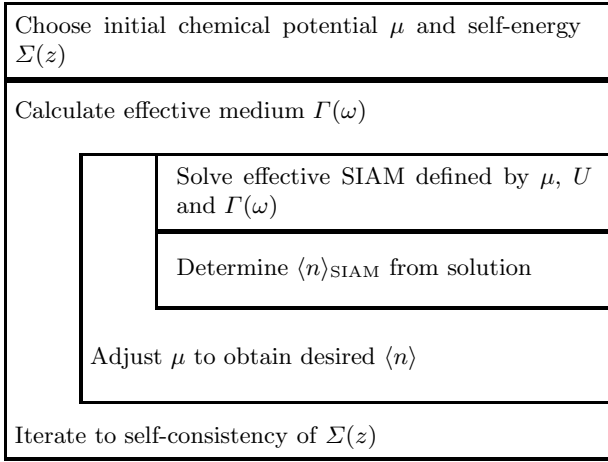 Choose initial chemical potential μ and self-energy
Σ(z)
Calculate effective medium Γ(ω)
Solve effective SIAM defined by μ, U
and Γ(ω)
Determine ⟨n⟩SIAM from solution
Adjust μ to obtain desired ⟨n⟩
Iterate to self-consistency of Σ(z)